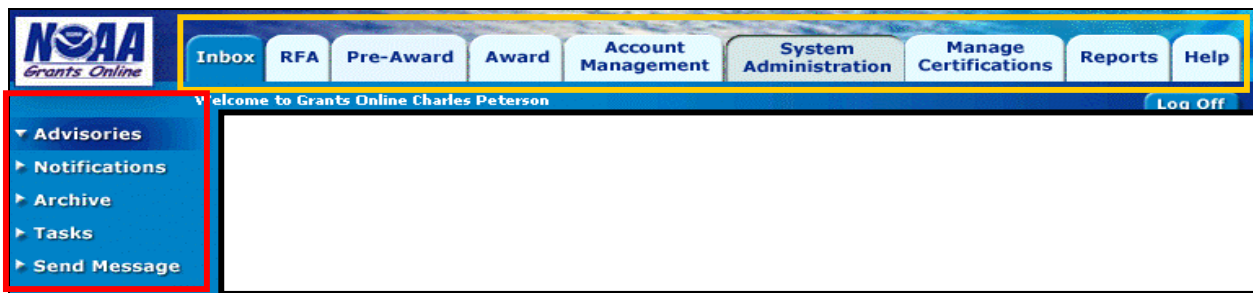 NOAA
Grants Online
Inbox RFA Pre-Award Award Account Management System Administration Manage Certifications Reports Help
Welcome to Grants Online Charles Peterson
Log Off
Advisories
Notifications
Archive
Tasks
Send Message